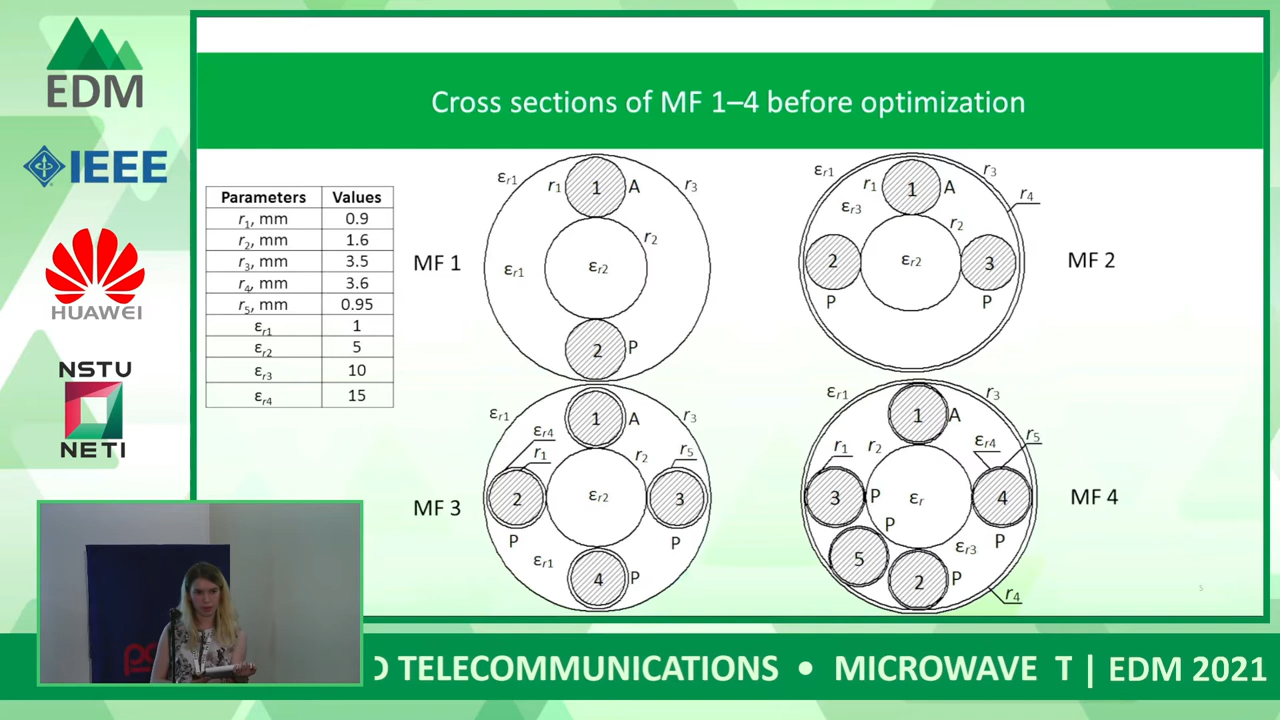 EDM
IEEE
HUAWEI
NSTU
NETI
Cross sections of MF 1–4 before optimization
Parameters Values
r1, mm 0.9
r2, mm 1.6
r3, mm 3.5
r4, mm 3.6
r5, mm 0.95
εr1 1
εr2 5
εr3 10
εr4 15
MF 1
εr1 r1 1 A r3
r2
εr1 εr2
2 P
MF 2
εr1 r1 1 A r3
r4
εr3 r2
2 εr2 3
P P
MF 3
εr1 1 A r3
εr4
r1 r2 r5
2 εr2 3
P P
εr1
4 P
MF 4
εr1 1 A r3
r1 r2 εr4 r5
3 P εr 4
P P
5 εr3
2 P
r4
5
O TELECOMMUNICATIONS • MICROWAVE T | EDM 2021